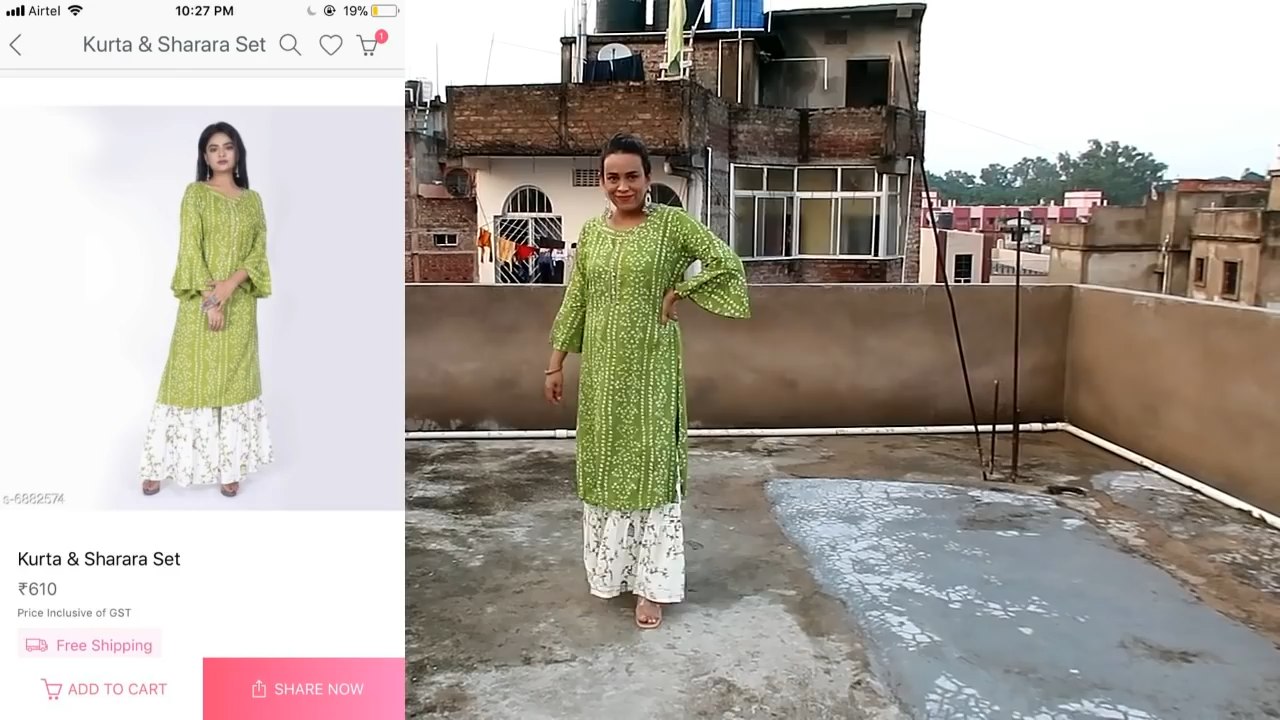 Airtel 10:27 PM 19%
Kurta & Sharara Set 1
s-6882574
Kurta & Sharara Set
₹610
Price Inclusive of GST
Free Shipping
ADD TO CART SHARE NOW